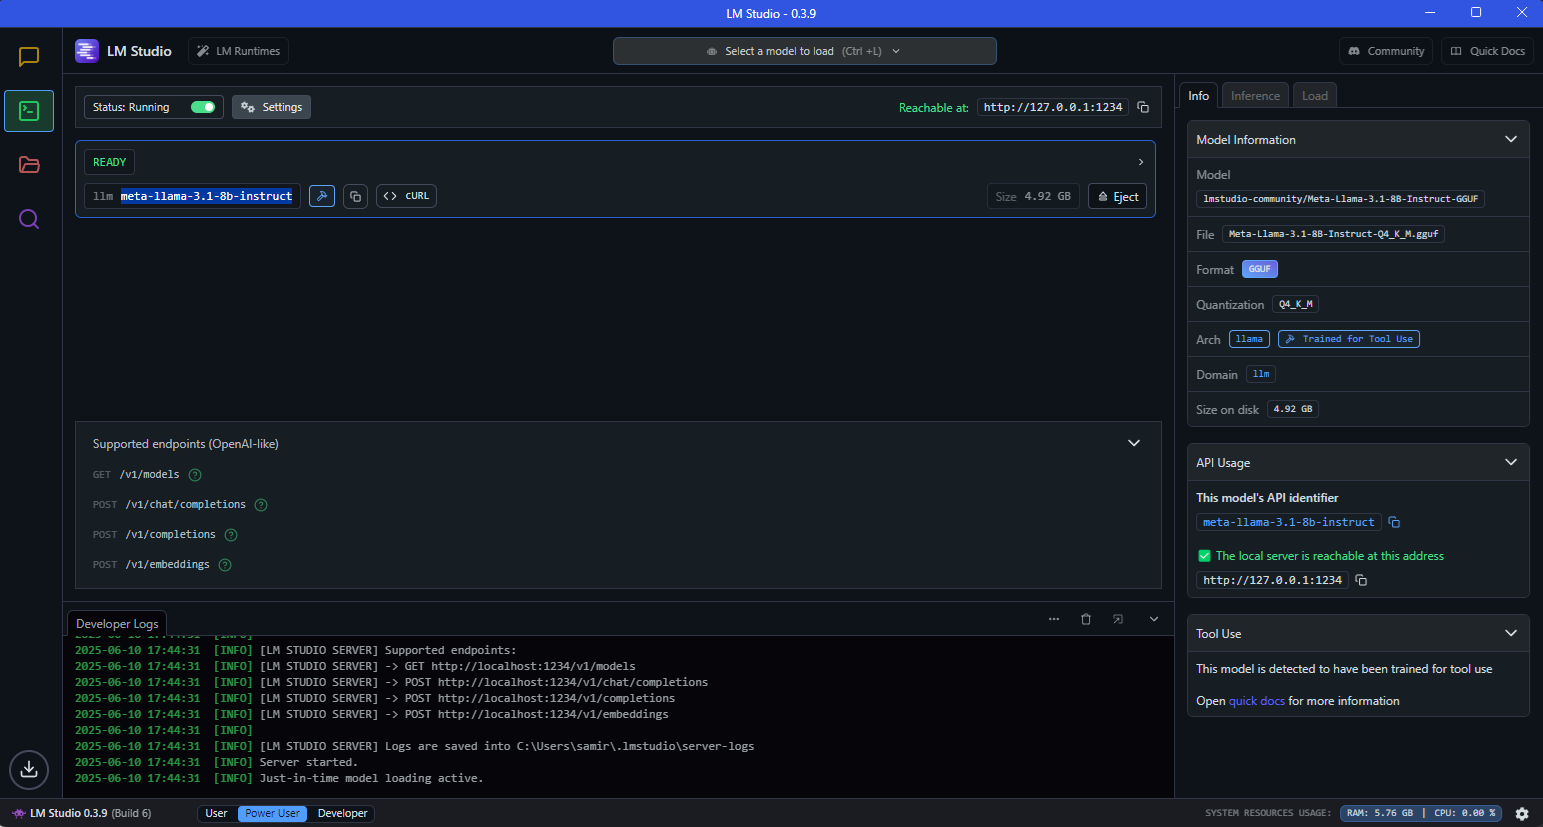 LM Studio - 0.3.9
LM Studio
LM Runtimes
Select a model to load (Ctrl +L)
Community
Quick Docs
Status: Running
Settings
Reachable at: http://127.0.0.1:1234
READY
llm meta-llama-3.1-8b-instruct
<> cURL
Size 4.92 GB
Eject
Supported endpoints (OpenAI-like)
GET /v1/models ?
POST /v1/chat/completions ?
POST /v1/completions ?
POST /v1/embeddings ?
Developer Logs
2025-06-10 17:44:31 [INFO]
2025-06-10 17:44:31 [INFO] [LM STUDIO SERVER] Supported endpoints:
2025-06-10 17:44:31 [INFO] [LM STUDIO SERVER] -> GET http://localhost:1234/v1/models
2025-06-10 17:44:31 [INFO] [LM STUDIO SERVER] -> POST http://localhost:1234/v1/chat/completions
2025-06-10 17:44:31 [INFO] [LM STUDIO SERVER] -> POST http://localhost:1234/v1/completions
2025-06-10 17:44:31 [INFO] [LM STUDIO SERVER] -> POST http://localhost:1234/v1/embeddings
2025-06-10 17:44:31 [INFO]
2025-06-10 17:44:31 [INFO] [LM STUDIO SERVER] Logs are saved into C:\Users\samir\.lmstudio\server-logs
2025-06-10 17:44:31 [INFO] Server started.
2025-06-10 17:44:31 [INFO] Just-in-time model loading active.
Info
Inference
Load
Model Information
Model
lmstudio-community/Meta-Llama-3.1-8B-Instruct-GGUF
File Meta-Llama-3.1-8B-Instruct-Q4_K_M.gguf
Format GGUF
Quantization Q4_K_M
Arch llama Trained for Tool Use
Domain llm
Size on disk 4.92 GB
API Usage
This model's API identifier
meta-llama-3.1-8b-instruct
The local server is reachable at this address
http://127.0.0.1:1234
Tool Use
This model is detected to have been trained for tool use
Open quick docs for more information
LM Studio 0.3.9 (Build 6)
User
Power User
Developer
SYSTEM RESOURCES USAGE: RAM: 5.76 GB | CPU: 0.00 %